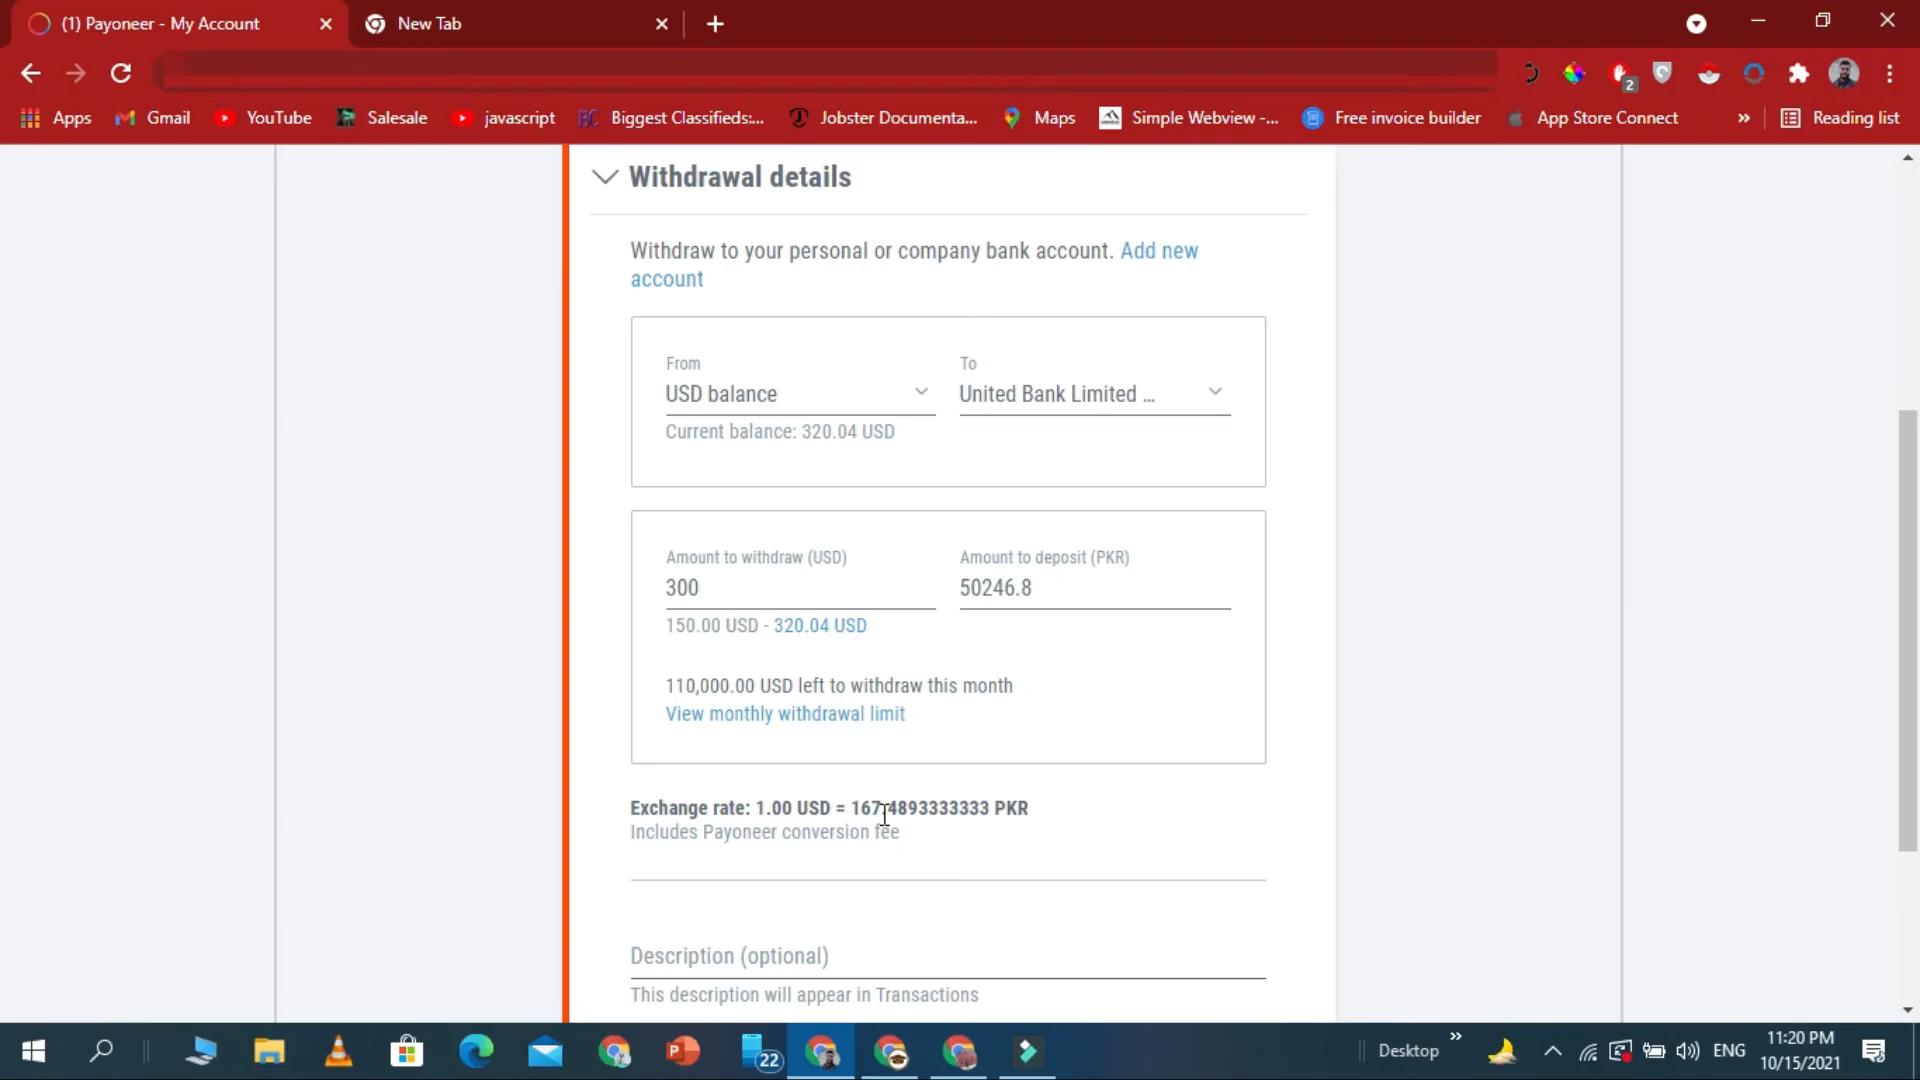 (1) Payoneer - My Account
New Tab
2
Apps
Gmail
YouTube
Salesale
javascript
Biggest Classifieds:...
Jobster Documenta...
Maps
Simple Webview -...
Free invoice builder
App Store Connect
»
Reading list
Withdrawal details
Withdraw to your personal or company bank account. Add new
account
From
To
USD balance
United Bank Limited ...
Current balance: 320.04 USD
Amount to withdraw (USD)
Amount to deposit (PKR)
300
50246.8
150.00 USD - 320.04 USD
110,000.00 USD left to withdraw this month
View monthly withdrawal limit
Exchange rate: 1.00 USD = 167.4893333333 PKR
Includes Payoneer conversion fee
Description (optional)
This description will appear in Transactions
22
Desktop
»
ENG
11:20 PM
10/15/2021